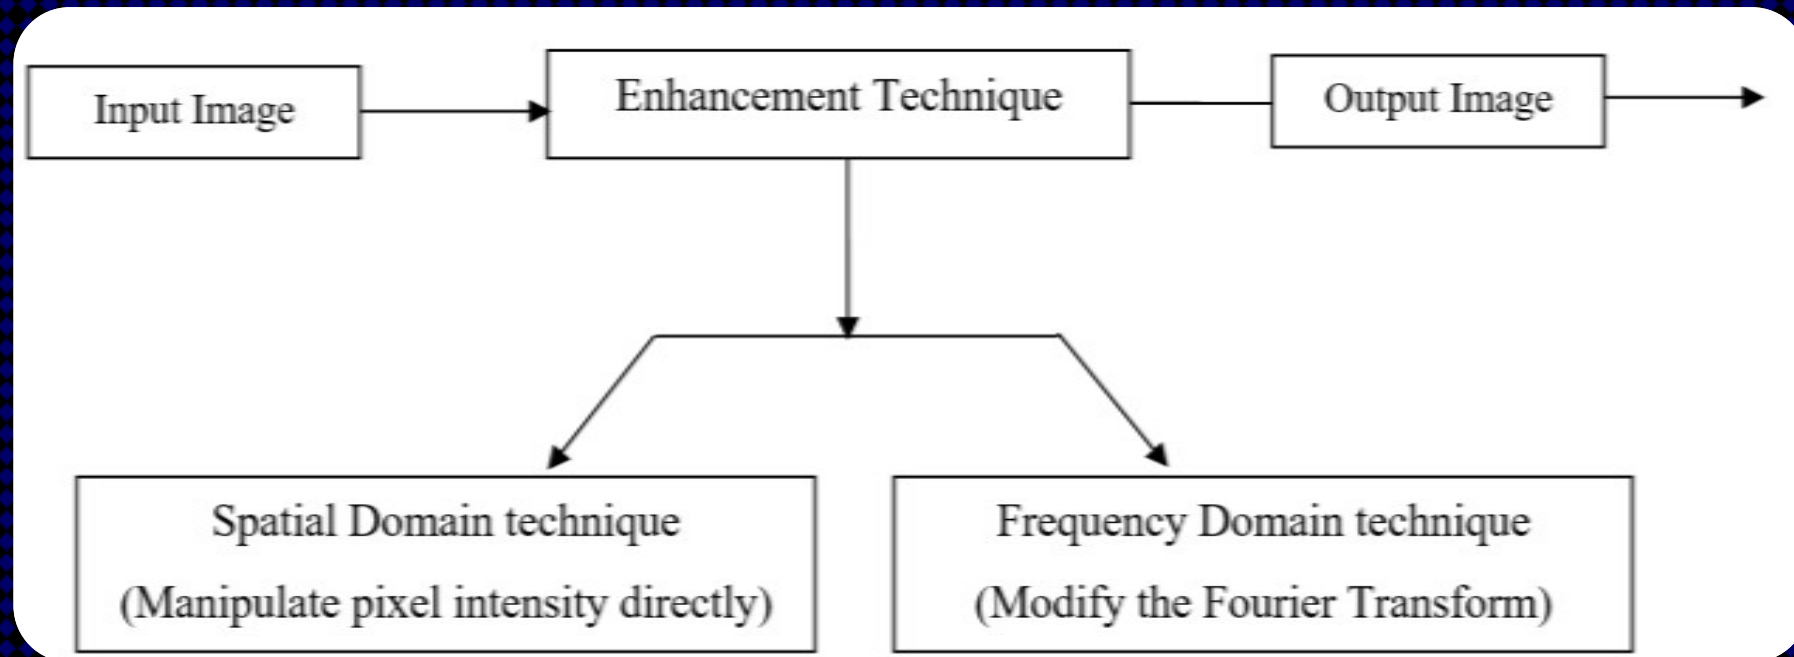 Input Image
Enhancement Technique
Output Image
Spatial Domain technique
(Manipulate pixel intensity directly)
Frequency Domain technique
(Modify the Fourier Transform)